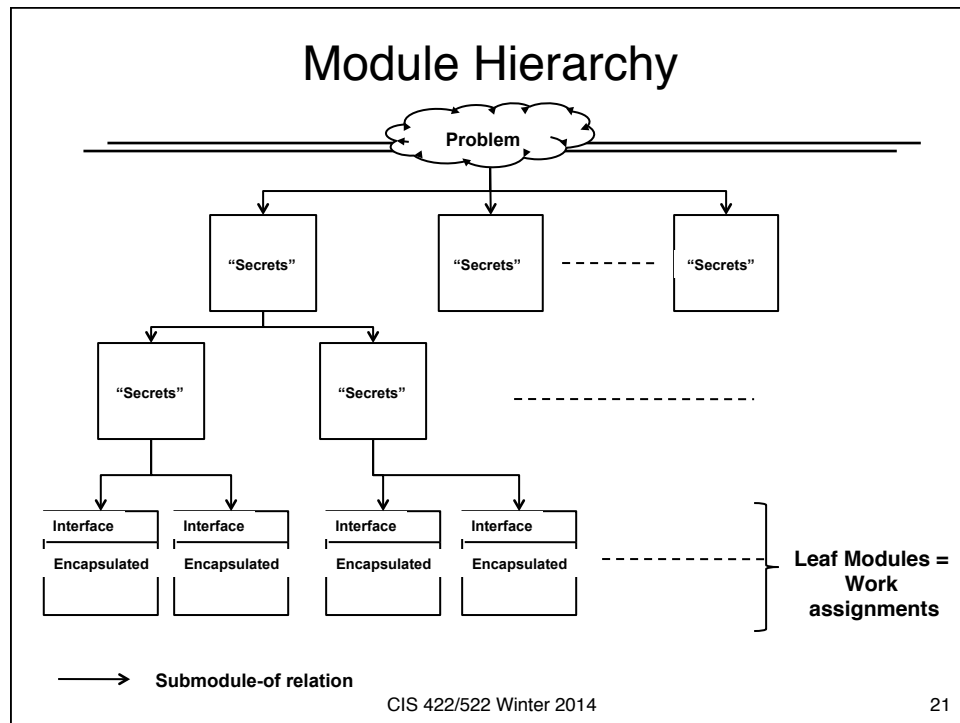 Module Hierarchy
Problem
“Secrets”
“Secrets”
“Secrets”
“Secrets”
“Secrets”
Interface
Interface
Interface
Interface
Encapsulated
Encapsulated
Encapsulated
Encapsulated
Leaf Modules =
Work
assignments
Submodule-of relation
CIS 422/522 Winter 2014
21